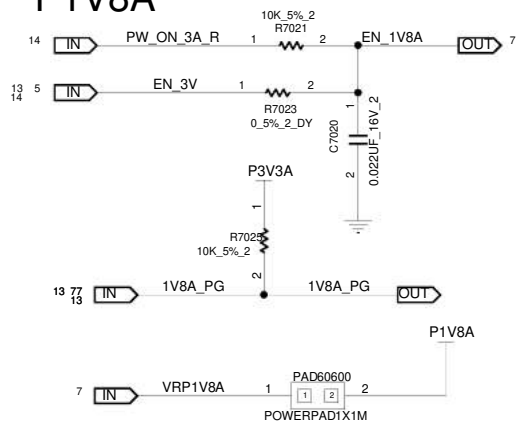 P1V8A
10K_5%_2
R7021
14 IN PW_ON_3A_R 1 2 EN_1V8A OUT 7
13 5 IN EN_3V 1 2
14
R7023
0_5%_2_DY
1
C7020
0.022UF_16V_2
2
P3V3A
1
R7025
10K_5%_2
2
13 77 IN 1V8A_PG 1V8A_PG OUT
13
P1V8A
PAD60600
7 IN VRP1V8A 1 1 2 2
POWERPAD1X1M